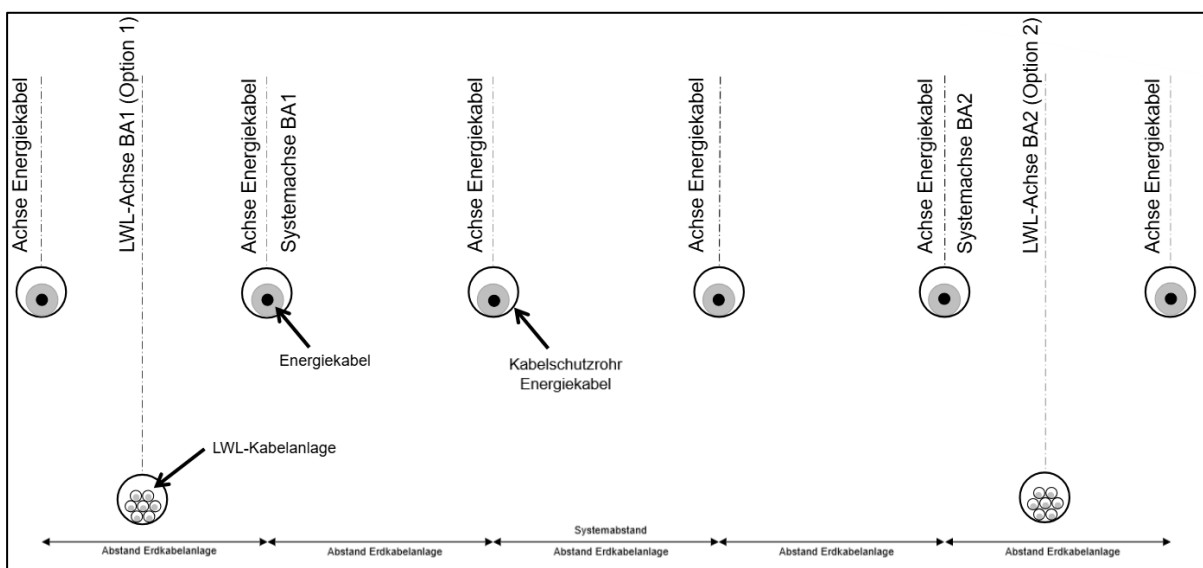 Achse Energiekabel
LWL-Achse BA1 (Option 1)
Achse Energiekabel
Systemachse BA1
Achse Energiekabel
Achse Energiekabel
Achse Energiekabel
Systemachse BA2
LWL-Achse BA2 (Option 2)
Achse Energiekabel
Energiekabel
Kabelschutzrohr
Energiekabel
LWL-Kabelanlage
Systemabstand
Abstand Erdkabelanlage
Abstand Erdkabelanlage
Abstand Erdkabelanlage
Abstand Erdkabelanlage
Abstand Erdkabelanlage